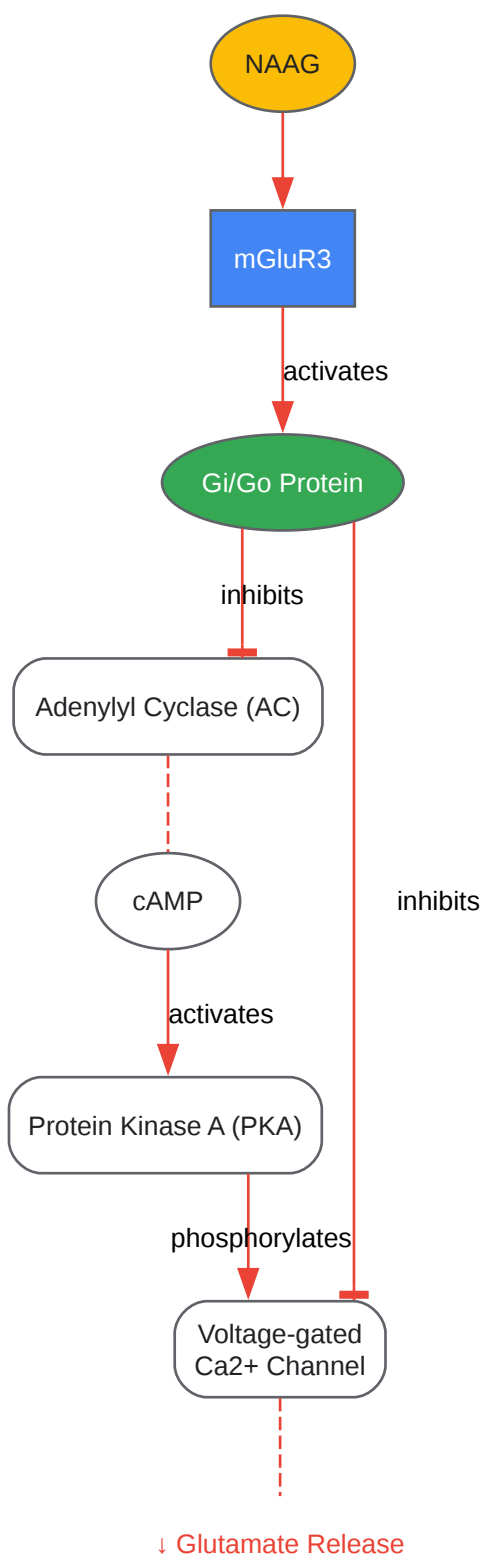 NAAG
mGluR3
activates
Gi/Go Protein
inhibits
Adenylyl Cyclase (AC)
cAMP
inhibits
activates
Protein Kinase A (PKA)
phosphorylates
Voltage-gated
Ca2+ Channel
↓ Glutamate Release